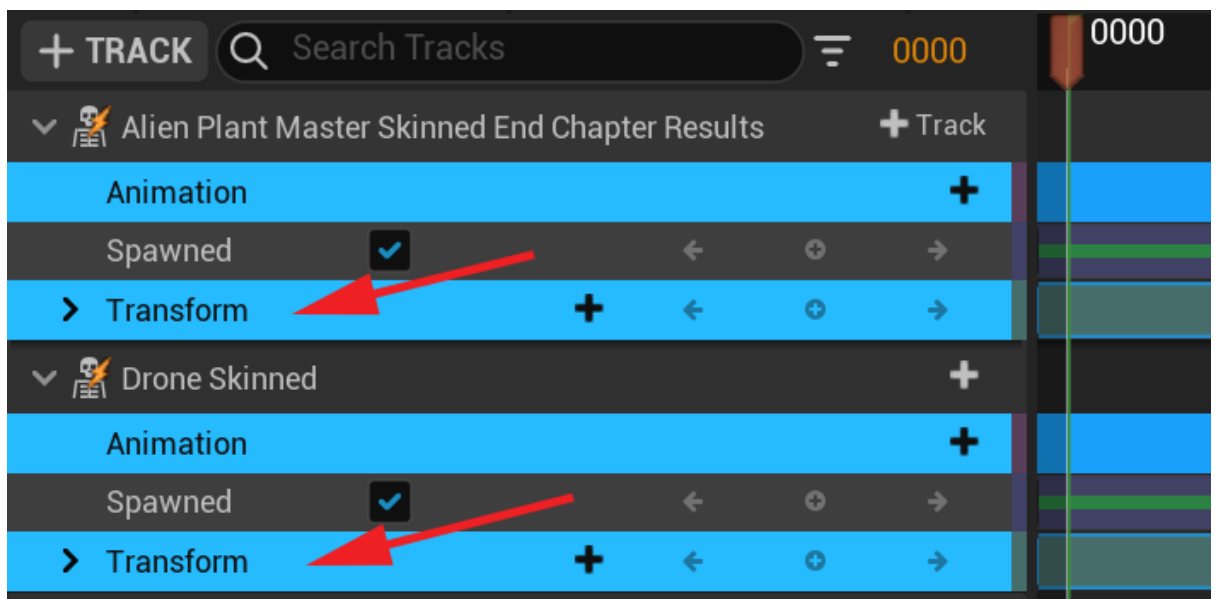 + TRACK Search Tracks 0000 0000
Alien Plant Master Skinned End Chapter Results + Track
Animation
Spawned
Transform
Drone Skinned
Animation
Spawned
Transform